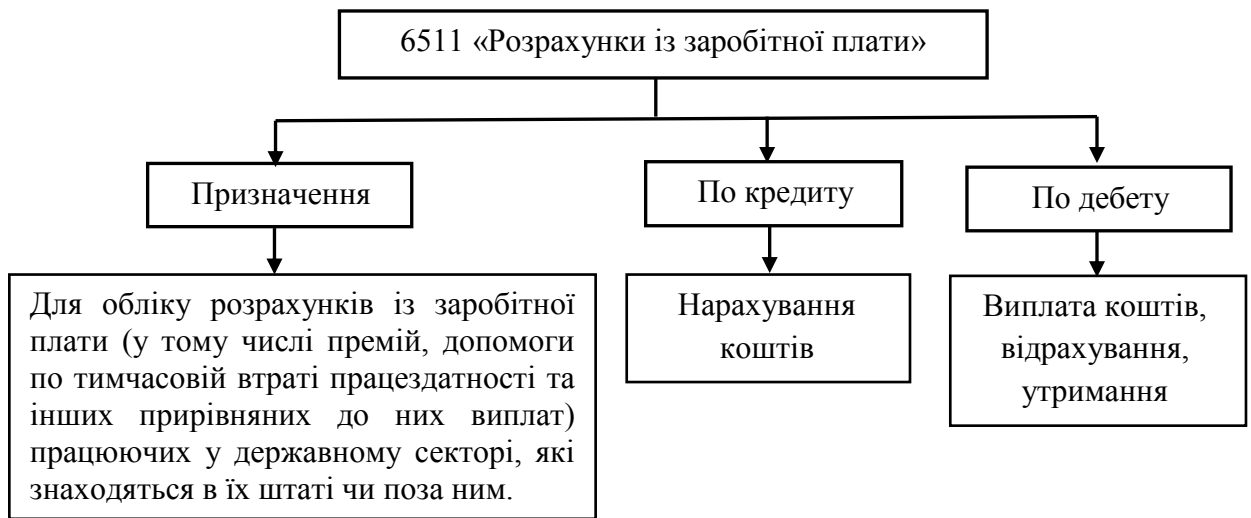 6511 «Розрахунки із заробітної плати»
Призначення
По кредиту
По дебету
Для обліку розрахунків із заробітної
плати (у тому числі премій, допомоги
по тимчасовій втраті працездатності та
інших прирівняних до них виплат)
працюючих у державному секторі, які
знаходяться в їх штаті чи поза ним.
Нарахування
коштів
Виплата коштів,
відрахування,
утримання